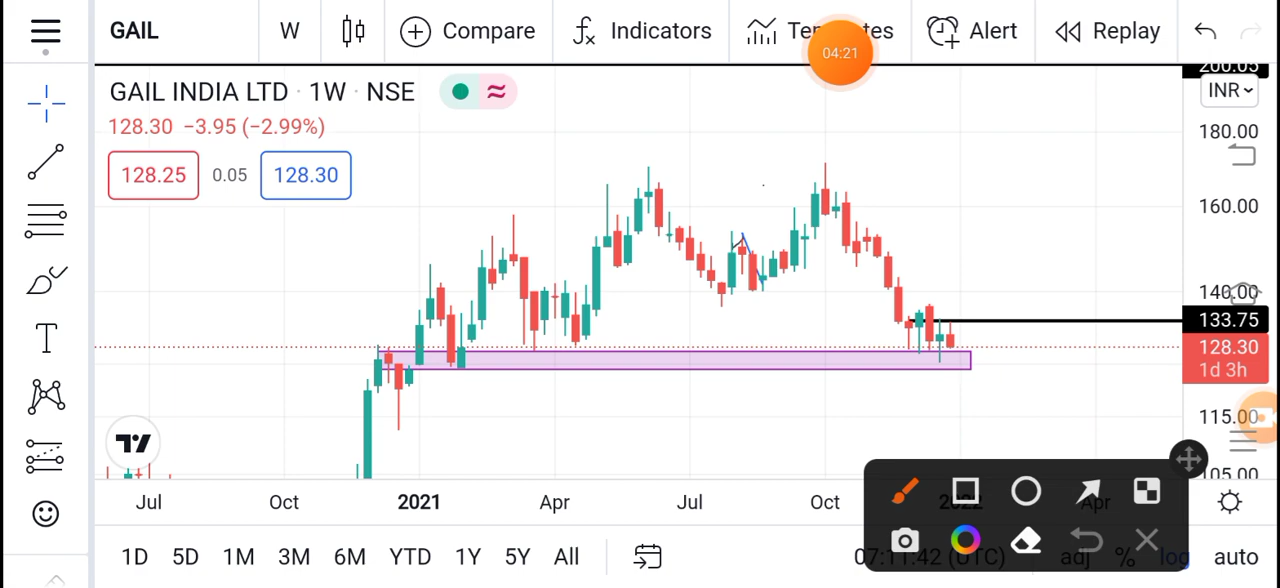 GAIL W Compare Indicators Alert Replay
04:21
200.05
GAIL INDIA LTD · 1W · NSE
INR
128.30 −3.95 (−2.99%)
180.00
128.25 0.05 128.30
160.00
140.00
133.75
128.30
1d 3h
115.00
105.00
Jul Oct 2021 Apr Jul Oct 2022 Apr
1D 5D 1M 3M 6M YTD 1Y 5Y All 07:11:42 (UTC) adj % log auto